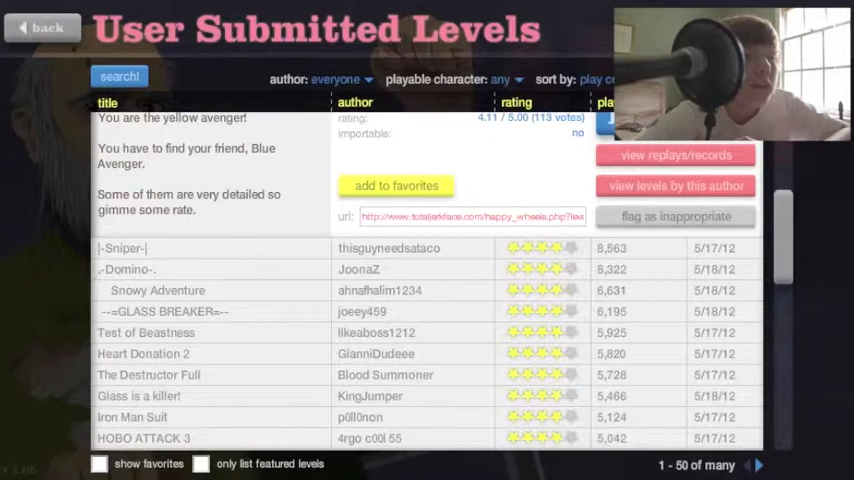 back
User Submitted Levels
search!
author: everyone
playable character: any
sort by: play co
title author rating pla
You are the yellow avenger!
You have to find your friend, Blue
Avenger.
Some of them are very detailed so
gimme some rate.
rating: 4.11 / 5.00 (113 votes)
importable: no
add to favorites
url: http://www.totaljerkface.com/happy_wheels.php?leve
view replays/records
view levels by this author
flag as inappropriate
|-Sniper-| thisguyneedsataco 8,563 5/17/12
.-Domino-. JoonaZ 8,322 5/18/12
Snowy Adventure ahnafhalim1234 6,631 5/18/12
--=GLASS BREAKER=-- joeey459 6,195 5/18/12
Test of Beastness likeaboss1212 5,925 5/17/12
Heart Donation 2 GianniDudeee 5,820 5/17/12
The Destructor Full Blood Summoner 5,728 5/17/12
Glass is a killer! KingJumper 5,466 5/18/12
Iron Man Suit p0ll0non 5,124 5/17/12
HOBO ATTACK 3 4rgo c00l 55 5,042 5/17/12
show favorites
only list featured levels
1 - 50 of many